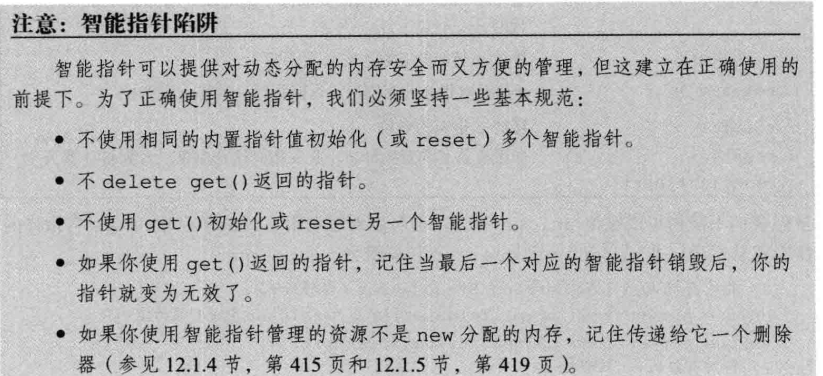 注意：智能指针陷阱
智能指针可以提供对动态分配的内存安全而又方便的管理，但这建立在正确使用的
前提下。为了正确使用智能指针，我们必须坚持一些基本规范：
• 不使用相同的内置指针值初始化（或 reset）多个智能指针。
• 不 delete get()返回的指针。
• 不使用 get()初始化或 reset 另一个智能指针。
• 如果你使用 get()返回的指针，记住当最后一个对应的智能指针销毁后，你的
指针就变为无效了。
• 如果你使用智能指针管理的资源不是 new 分配的内存，记住传递给它一个删除
器（参见 12.1.4 节，第 415 页和 12.1.5 节，第 419 页）。